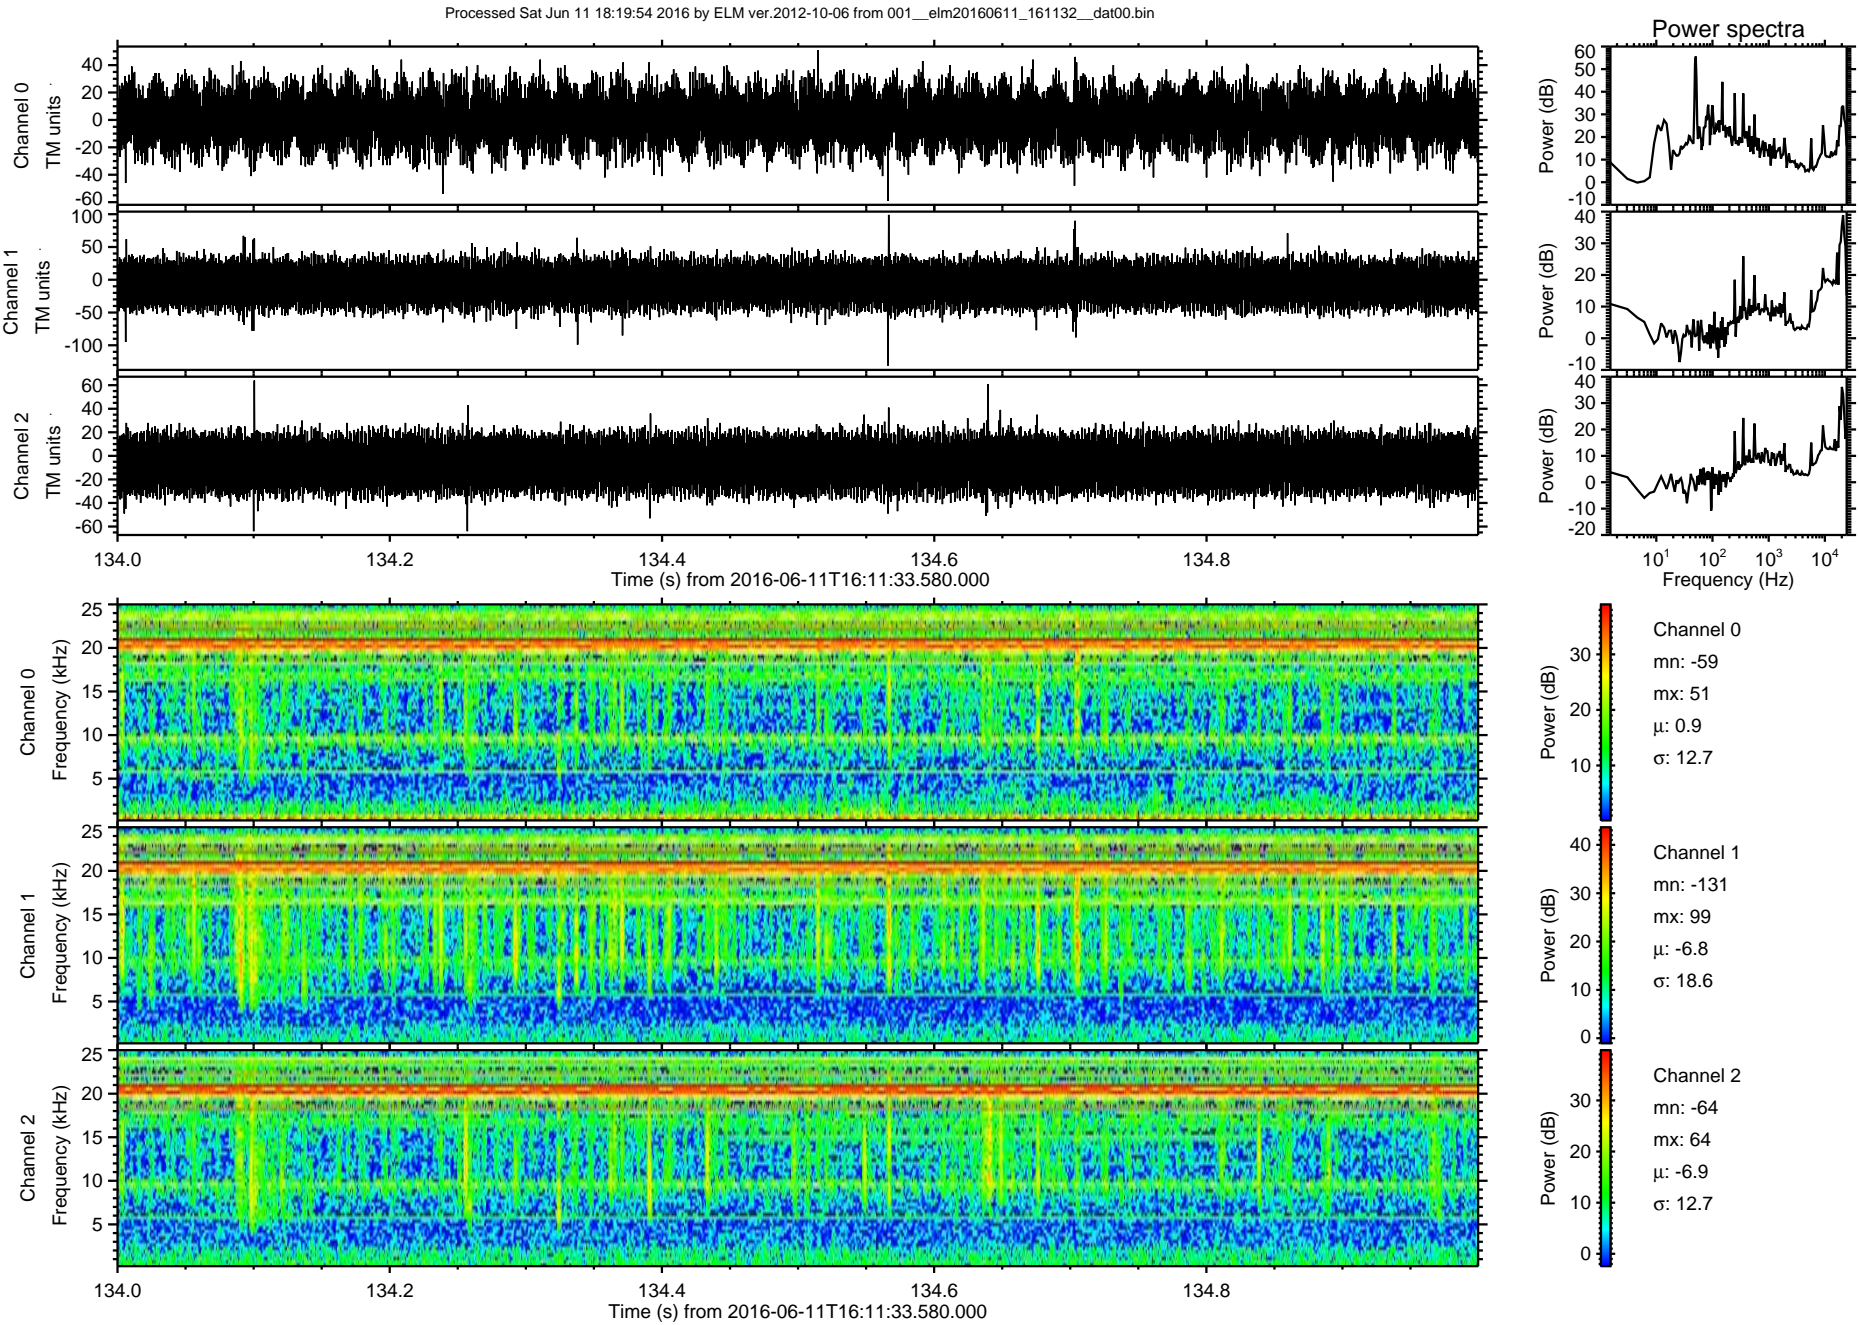 Processed Sat Jun 11 18:19:54 2016 by ELM ver.2012-10-06 from 001__elm20160611_161132__dat00.bin
Power spectra
Channel 0
TM units
40
20
0
-20
-40
-60
Power (dB)
60
50
40
30
20
10
0
-10
Channel 1
TM units
100
50
0
-50
-100
Power (dB)
40
30
20
10
0
-10
Channel 2
TM units
60
40
20
0
-20
-40
-60
Power (dB)
40
30
20
10
0
-10
-20
134.0 134.2 134.4 134.6 134.8
Time (s) from 2016-06-11T16:11:33.580.000
10¹ 10² 10³ 10⁴
Frequency (Hz)
Channel 0
Frequency (kHz)
25
20
15
10
5
Power (dB)
30
20
10
Channel 0
mn: -59
mx: 51
µ: 0.9
σ: 12.7
Channel 1
Frequency (kHz)
25
20
15
10
5
Power (dB)
40
30
20
10
0
Channel 1
mn: -131
mx: 99
µ: -6.8
σ: 18.6
Channel 2
Frequency (kHz)
25
20
15
10
5
Power (dB)
30
20
10
0
Channel 2
mn: -64
mx: 64
µ: -6.9
σ: 12.7
134.0 134.2 134.4 134.6 134.8
Time (s) from 2016-06-11T16:11:33.580.000